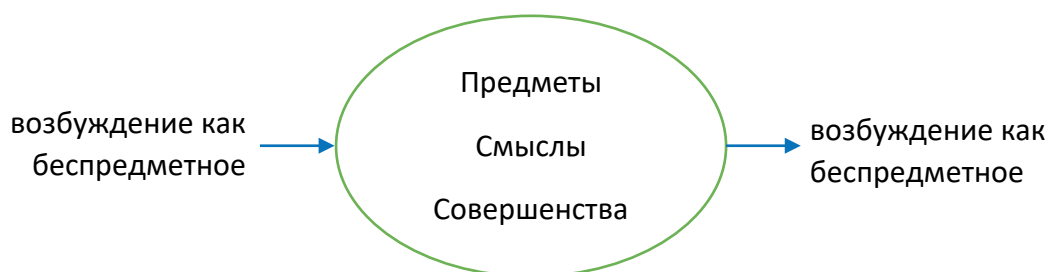 возбуждение как
беспредметное
Предметы
Смыслы
Совершенства
возбуждение как
беспредметное